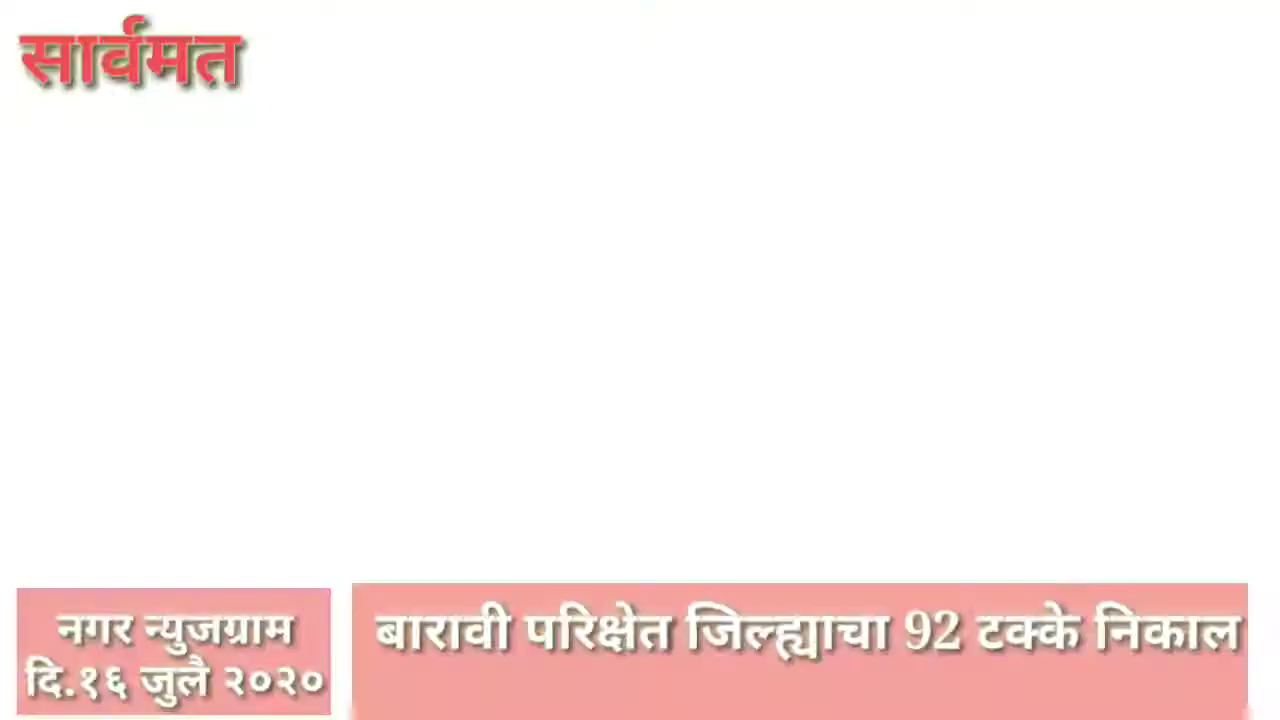 सार्वमत
नगर न्युजग्राम
दि.१६ जुलै २०२०
बारावी परिक्षेत जिल्ह्याचा 92 टक्के निकाल